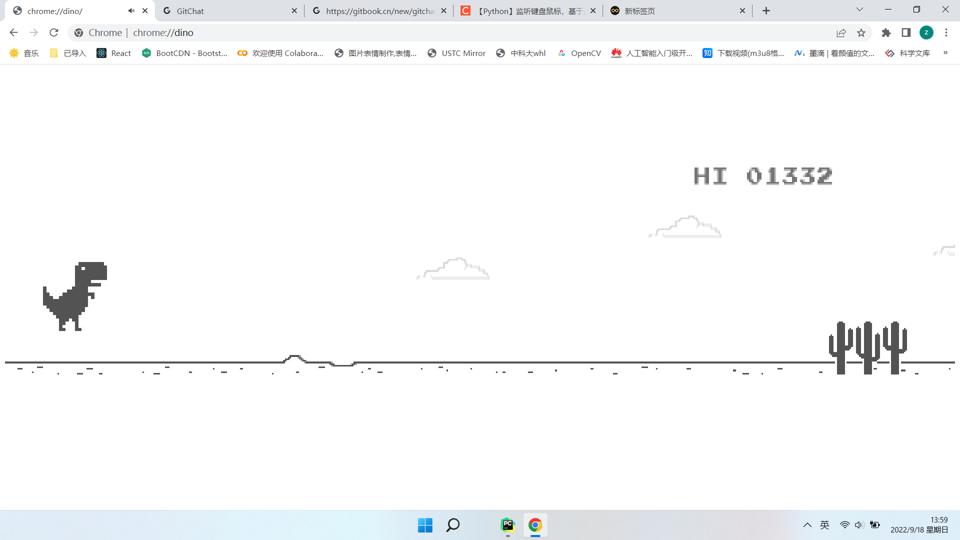 chrome://dino/
GitChat
https://gitbook.cn/new/gitcha
【Python】监听键盘鼠标，基于
新标签页
Chrome | chrome://dino
音乐
已导入
React
BootCDN - Bootst...
欢迎使用 Colabora...
图片表情制作,表情...
USTC Mirror
中科大whl
OpenCV
人工智能入门级开...
下载视频(m3u8格...
墨滴 | 看颜值的文...
科学文库
HI 01332
英
13:59
2022/9/18 星期日